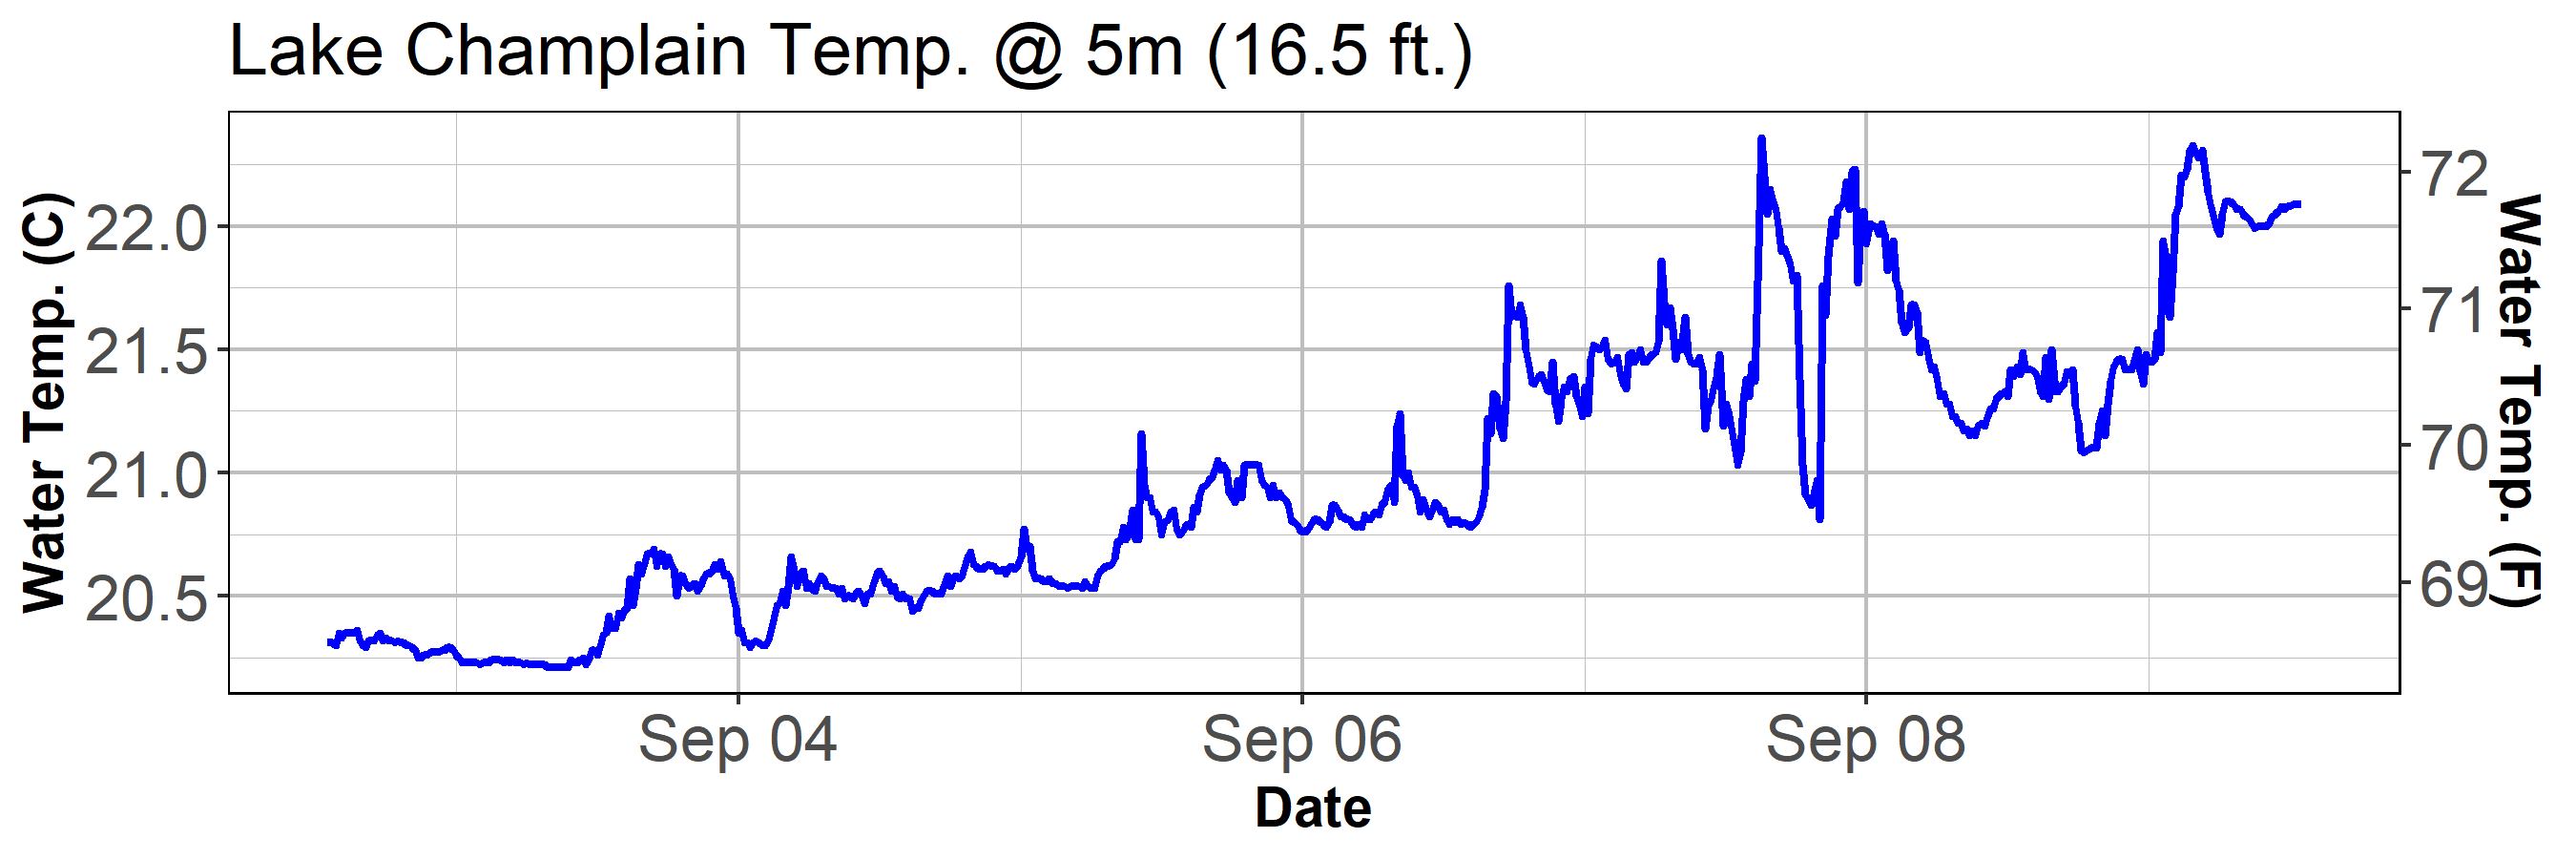 Lake Champlain Temp. @ 5m (16.5 ft.)
Water Temp. (C)
22.0
21.5
21.0
20.5
72
71
70
69
Water Temp. (F)
Sep 04
Sep 06
Sep 08
Date